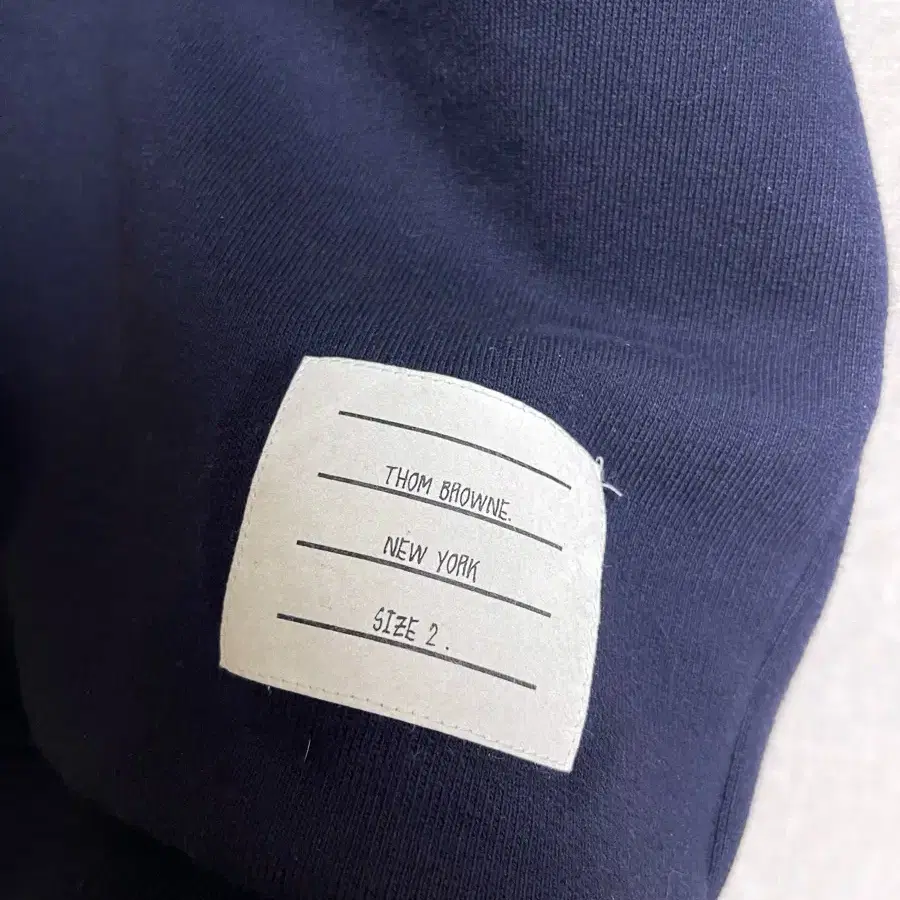 THOM BROWNE.
NEW YORK
SIZE 2.